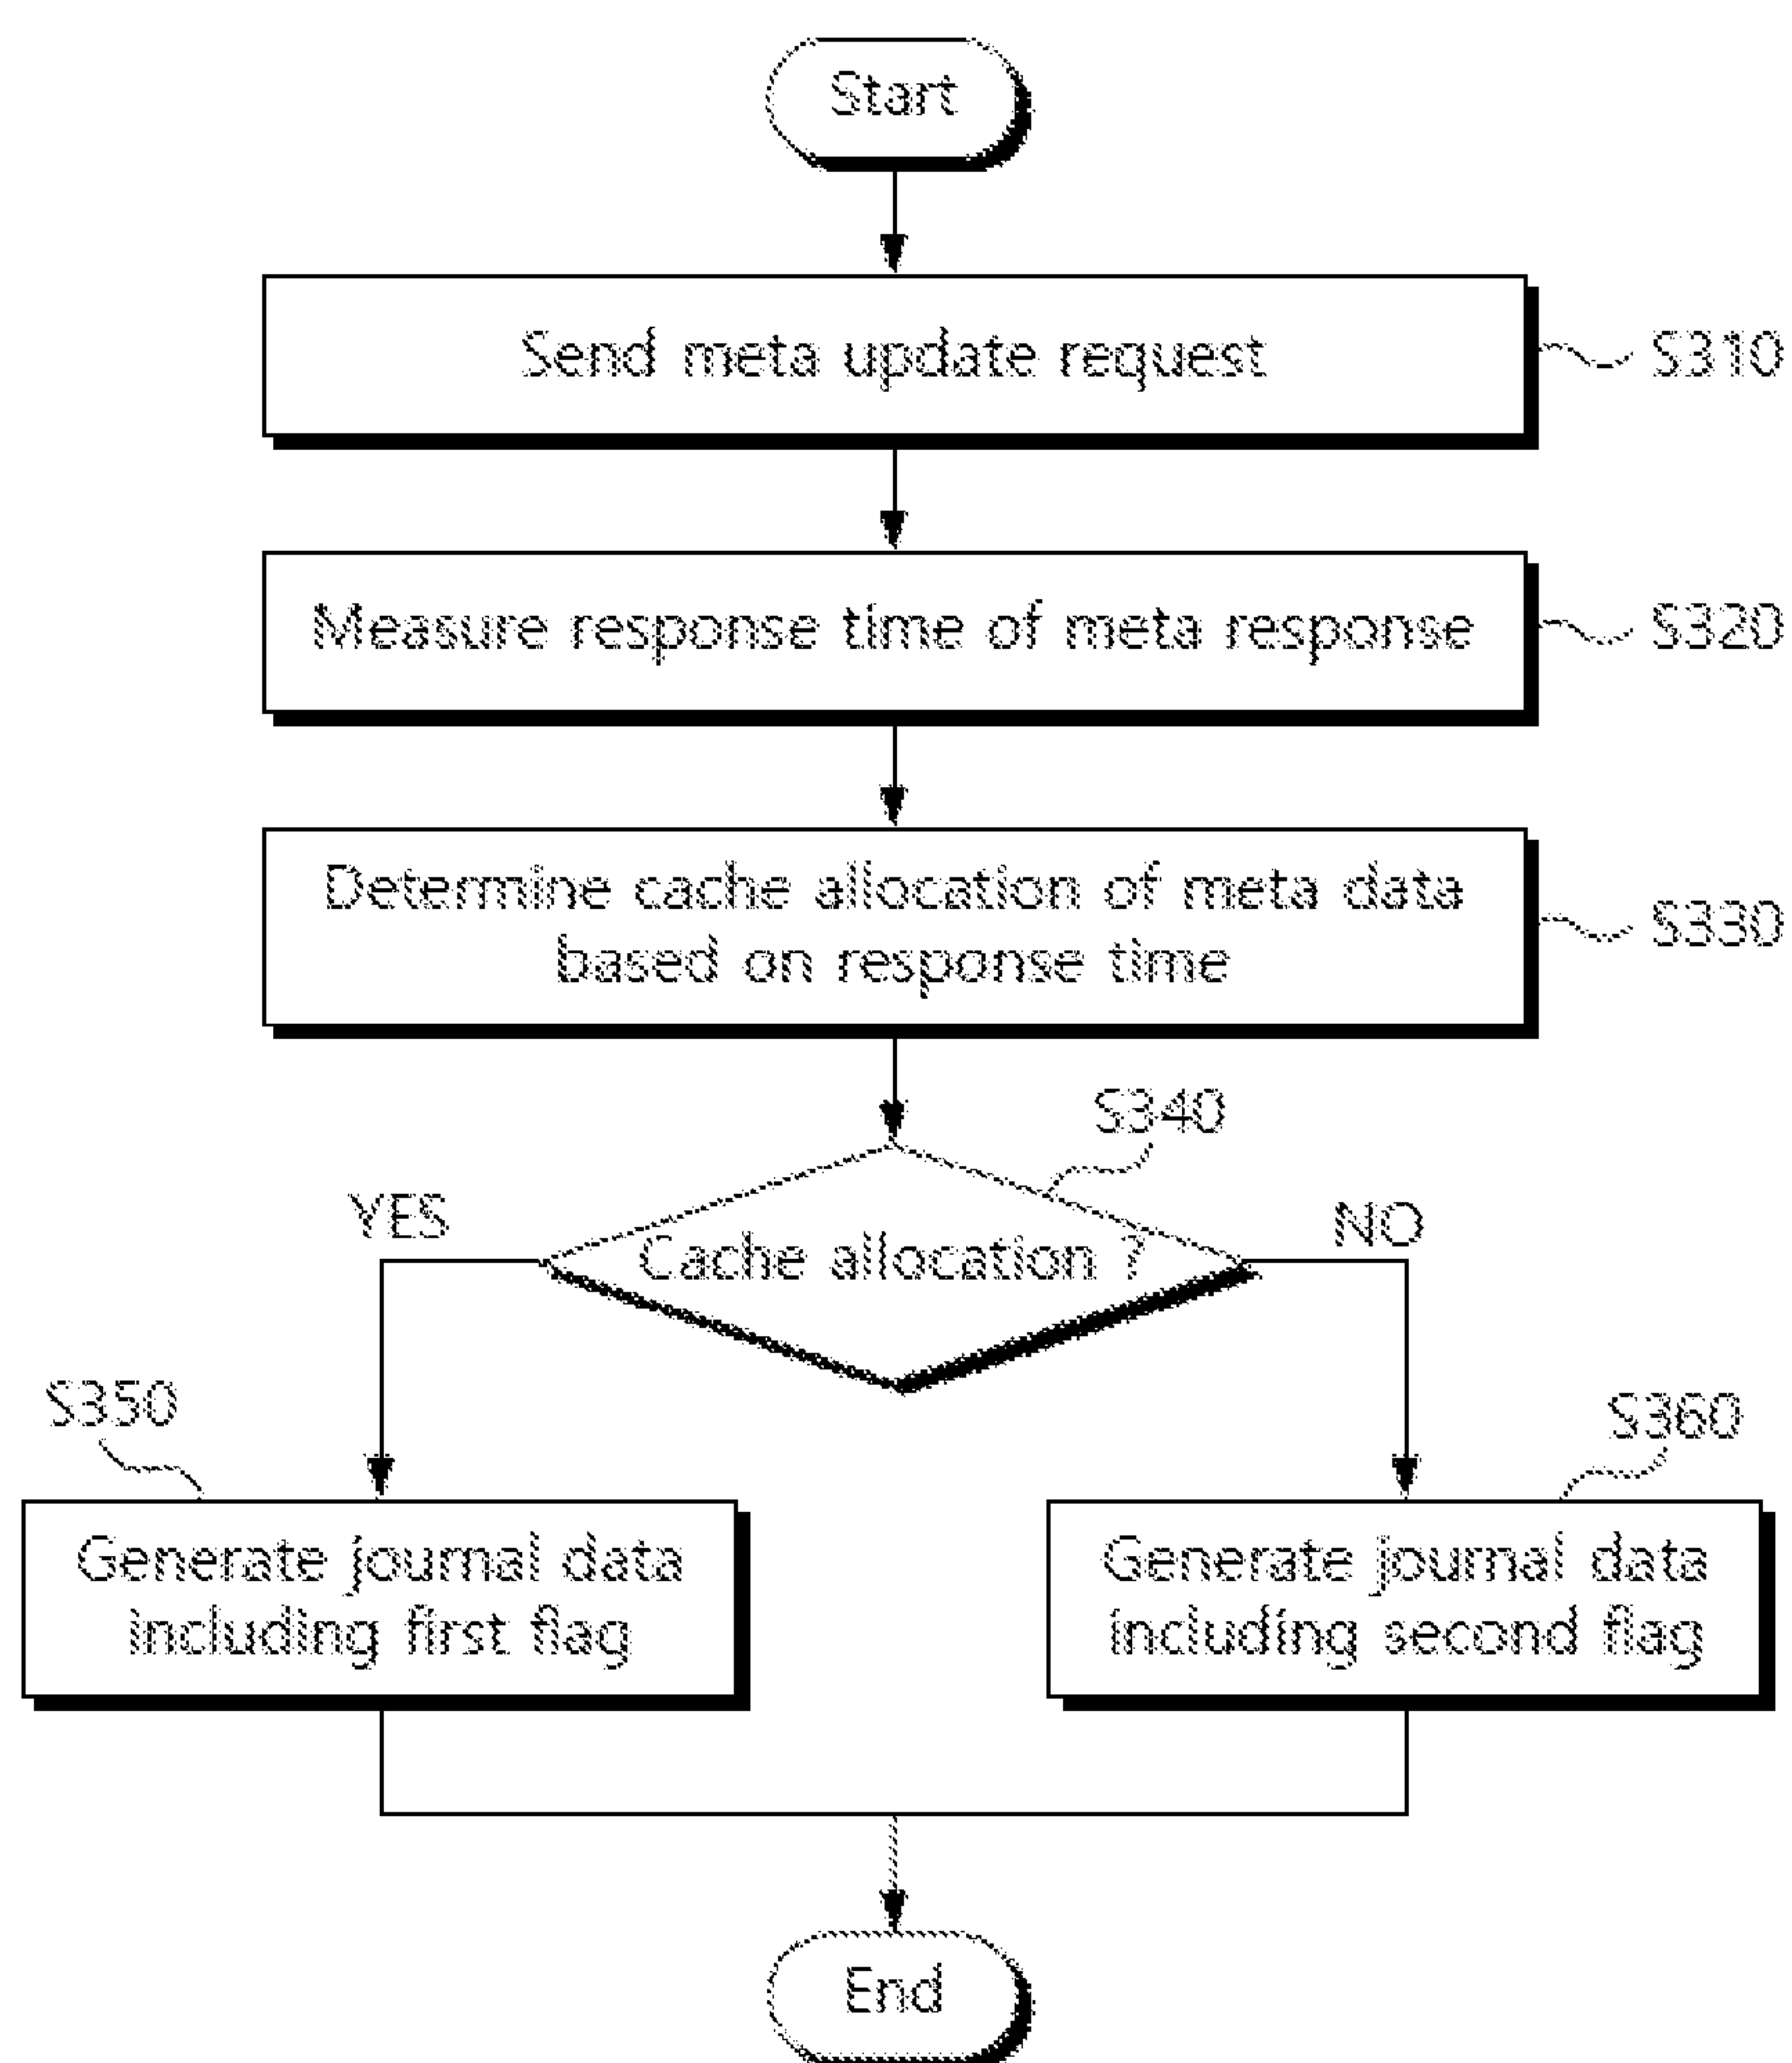 Start
Send meta update request
S310
Measure response time of meta response
S320
Determine cache allocation of meta data
based on response time
S330
S340
YES
NO
Cache allocation ?
S350
S360
Generate journal data
including first flag
Generate journal data
including second flag
End